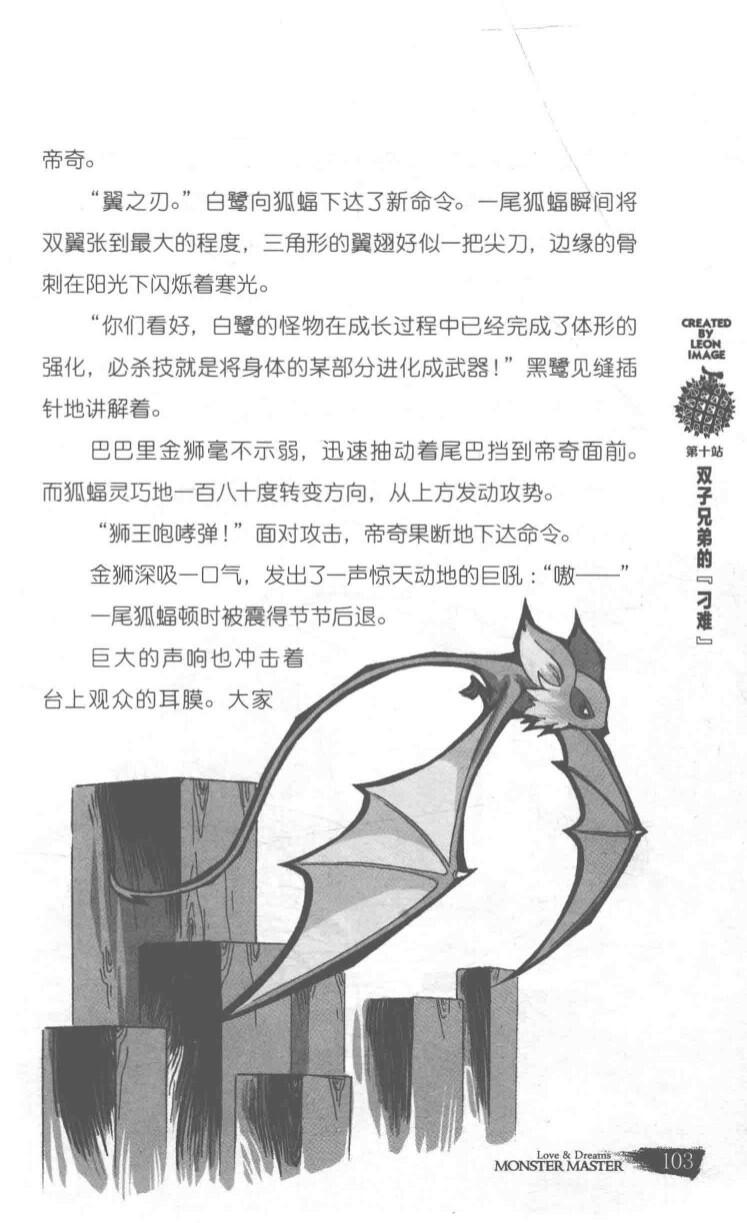 帝奇。
“翼之刃。”白鹭向狐蝠下达了新命令。一尾狐蝠瞬间将
双翼张到最大的程度，三角形的翼翅好似一把尖刀，边缘的骨
刺在阳光下闪烁着寒光。
“你们看好，白鹭的怪物在成长过程中已经完成了体形的
强化，必杀技就是将身体的某部分进化成武器！”黑鹭见缝插
针地讲解着。
巴巴里金狮毫不示弱，迅速抽动着尾巴挡到帝奇面前。
而狐蝠灵巧地一百八十度转变方向，从上方发动攻势。
“狮王咆哮弹！”面对攻击，帝奇果断地下达命令。
金狮深吸一口气，发出了一声惊天动地的巨吼：“嗷——”
一尾狐蝠顿时被震得节节后退。
巨大的声响也冲击着
台上观众的耳膜。大家
CREATED
BY
LEON
IMAGE
第十站
双子兄弟的『刁难』
Love & Dreams
MONSTER MASTER
103